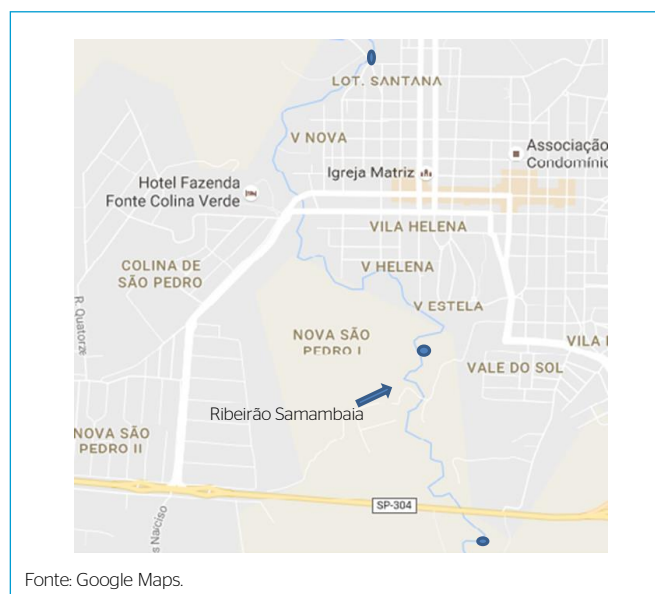 LOT. SANTANA
V NOVA
Associação
Condomíni
Igreja Matriz
Hotel Fazenda
Fonte Colina Verde
VILA HELENA
COLINA DE
SÃO PEDRO
V HELENA
R. Quatorze
V ESTELA
NOVA SÃO
PEDRO I
VILA
VALE DO SOL
Ribeirão Samambaia
NOVA SÃO
PEDRO II
SP-304
s Narciso
Fonte: Google Maps.